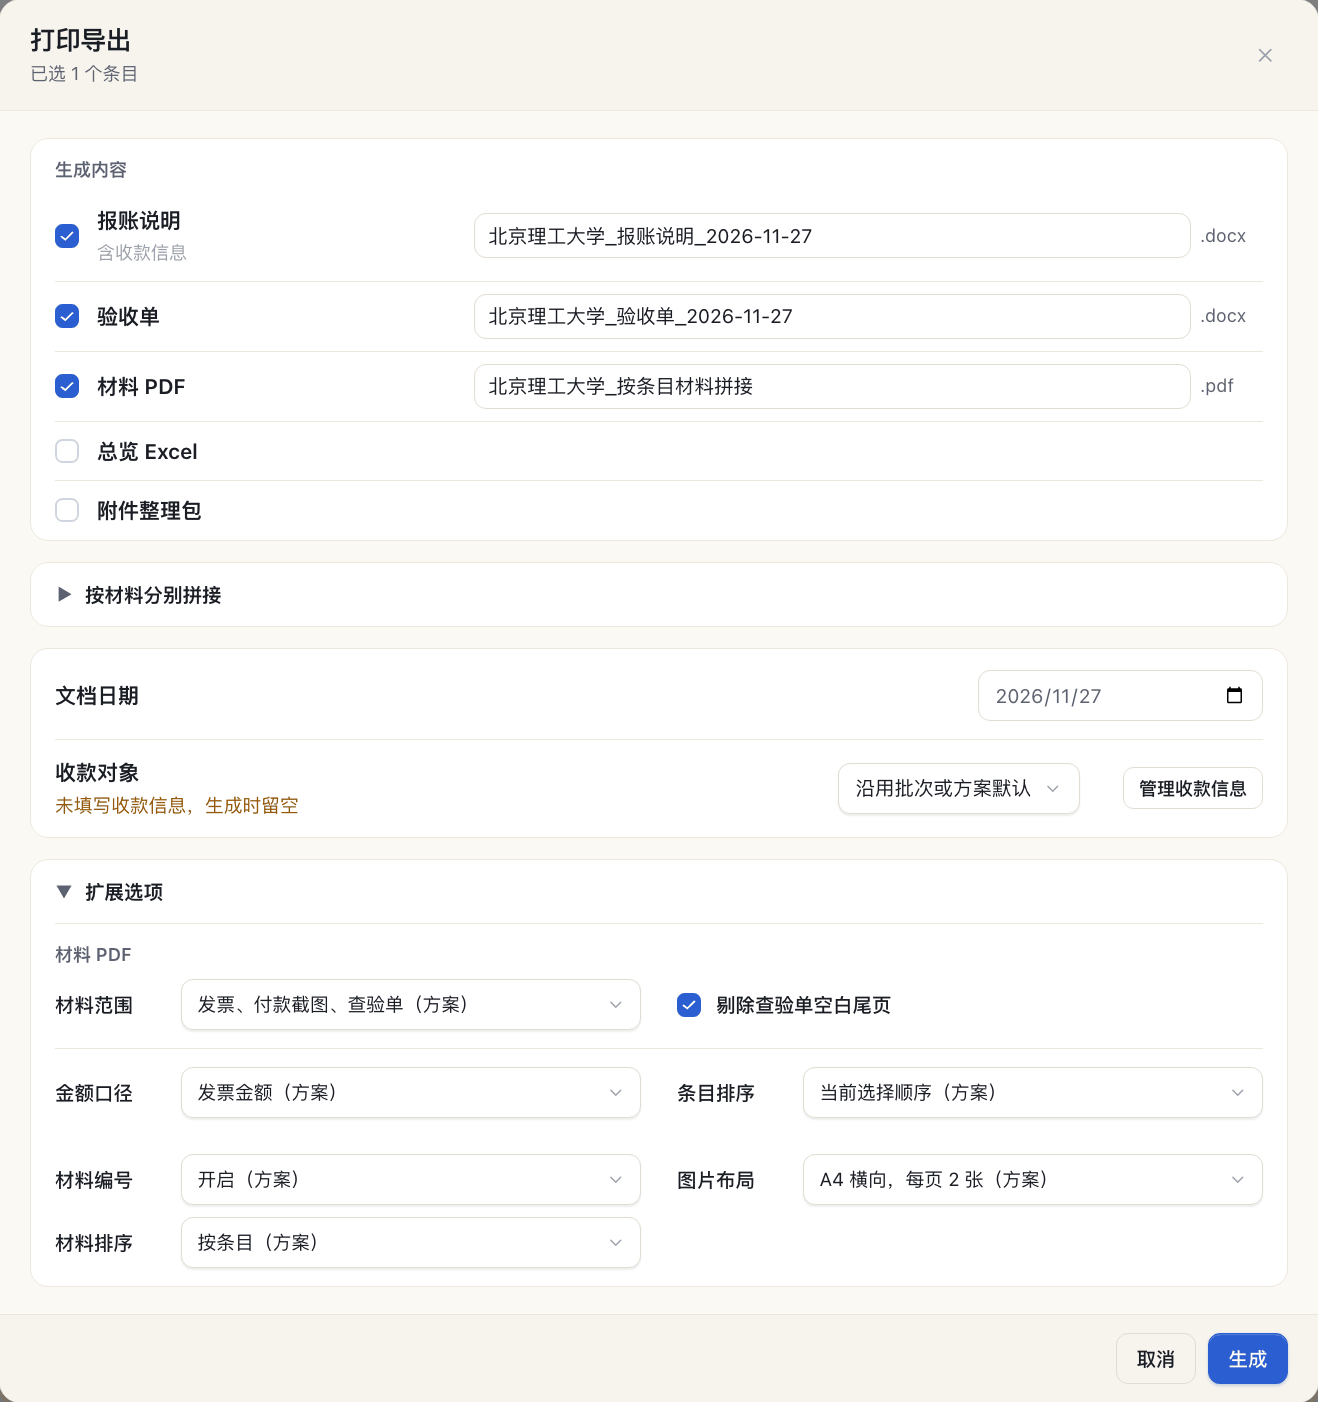 打印导出
已选 1 个条目
生成内容
报账说明
含收款信息
北京理工大学_报账说明_2026-11-27
.docx
验收单
北京理工大学_验收单_2026-11-27
.docx
材料 PDF
北京理工大学_按条目材料拼接
.pdf
总览 Excel
附件整理包
按材料分别拼接
文档日期
2026/11/27
收款对象
未填写收款信息，生成时留空
沿用批次或方案默认
管理收款信息
扩展选项
材料 PDF
材料范围
发票、付款截图、查验单（方案）
剔除查验单空白尾页
金额口径
发票金额（方案）
条目排序
当前选择顺序（方案）
材料编号
开启（方案）
图片布局
A4 横向，每页 2 张（方案）
材料排序
按条目（方案）
取消
生成